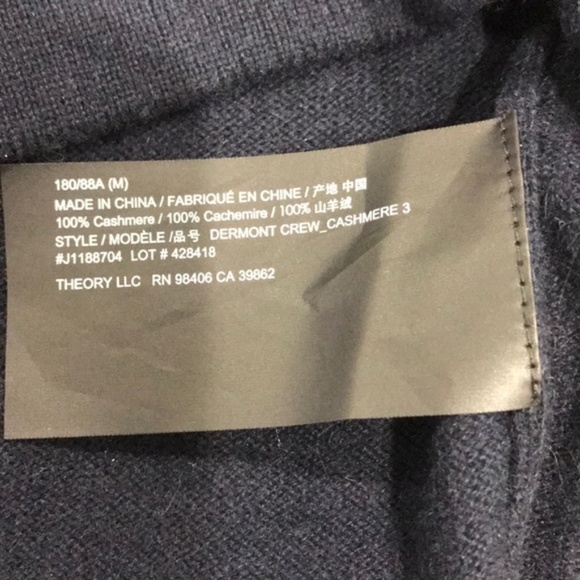 180/88A (M)
MADE IN CHINA / FABRIQUÉ EN CHINE / 产地 中国
100% Cashmere / 100% Cachemire / 100% 山羊绒
STYLE / MODÈLE /品号 DERMONT CREW_CASHMERE 3
#J1188704 LOT # 428418
THEORY LLC RN 98406 CA 39862